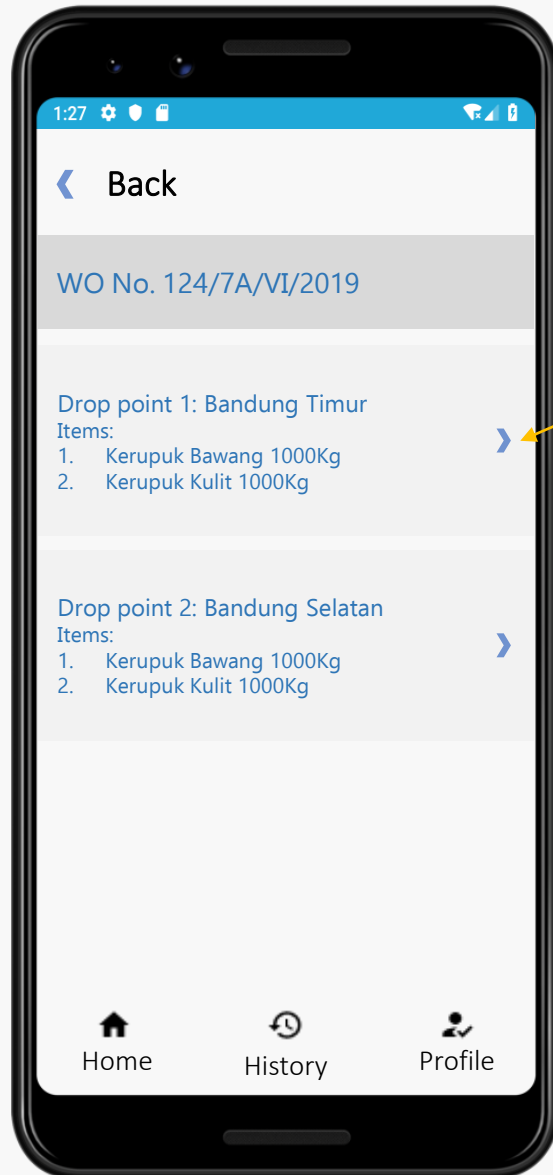 1:27
Back
WO No. 124/7A/VI/2019
Drop point 1: Bandung Timur
Items:
1. Kerupuk Bawang 1000Kg
2. Kerupuk Kulit 1000Kg
Drop point 2: Bandung Selatan
Items:
1. Kerupuk Bawang 1000Kg
2. Kerupuk Kulit 1000Kg
Home History Profile